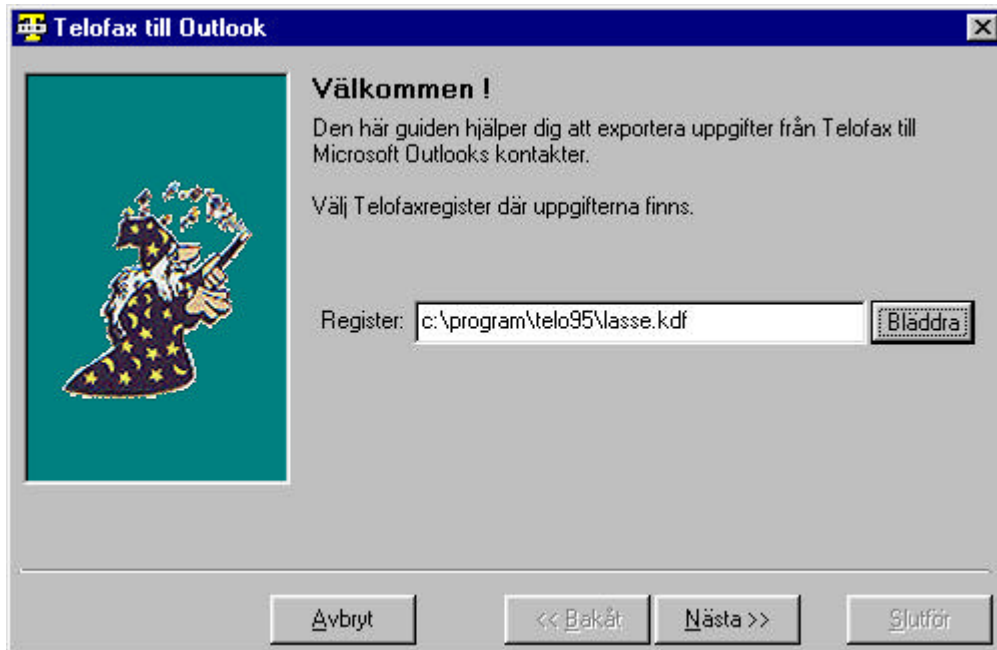 Telofax till Outlook
Välkommen !
Den här guiden hjälper dig att exportera uppgifter från Telofax till
Microsoft Outlooks kontakter.
Välj Telofaxregister där uppgifterna finns.
Register: c:\program\telo95\lasse.kdf Bläddra
Avbryt << Bakåt Nästa >> Slutför